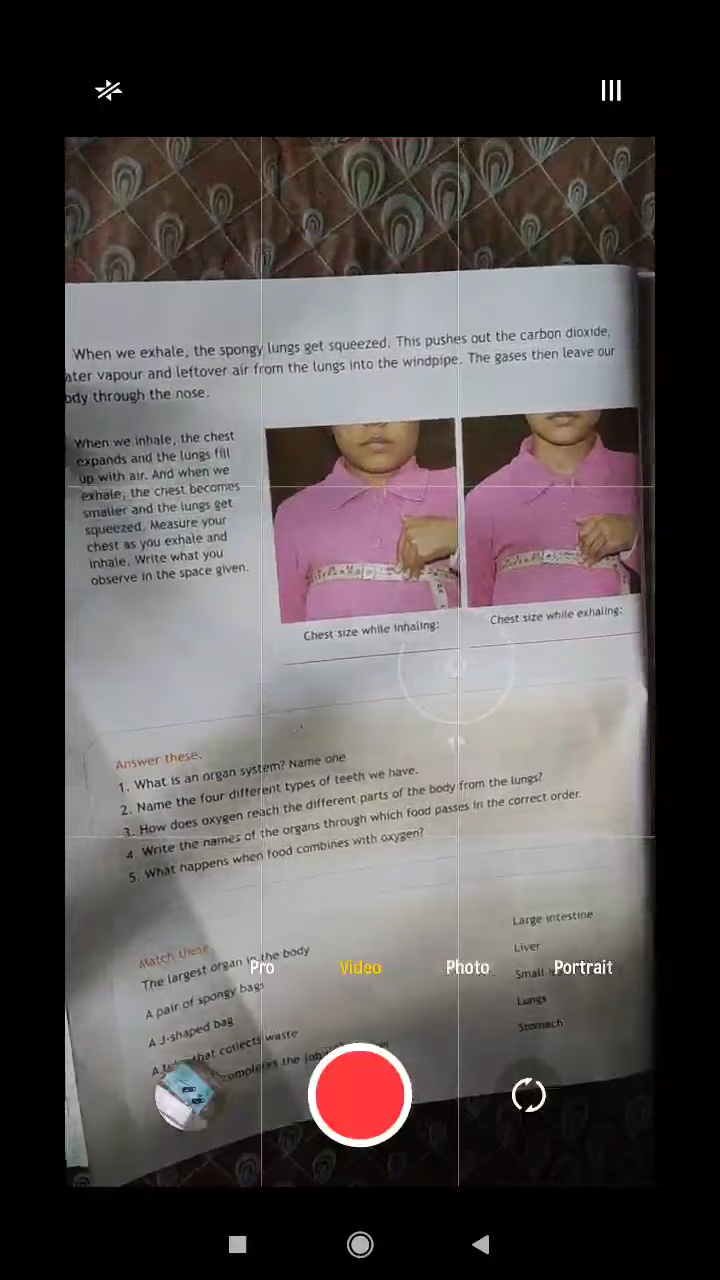 When we exhale, the spongy lungs get squeezed. This pushes out the carbon dioxide,
ater vapour and leftover air from the lungs into the windpipe. The gases then leave our
ody through the nose.
When we inhale, the chest
expands and the lungs fill
up with air. And when we
exhale, the chest becomes
smaller and the lungs get
squeezed. Measure your
chest as you exhale and
inhale. Write what you
observe in the space given.
Chest size while inhaling:
Chest size while exhaling:
Answer these.
1. What is an organ system? Name one
2. Name the four different types of teeth we have.
3. How does oxygen reach the different parts of the body from the lungs?
4. Write the names of the organs through which food passes in the correct order.
5. What happens when food combines with oxygen?
Match these.
The largest organ in the body
A pair of spongy bags
A J-shaped bag
A that collects waste
completes the job
Large intestine
Liver
Small
Lungs
Stomach
Pro Video Photo Portrait